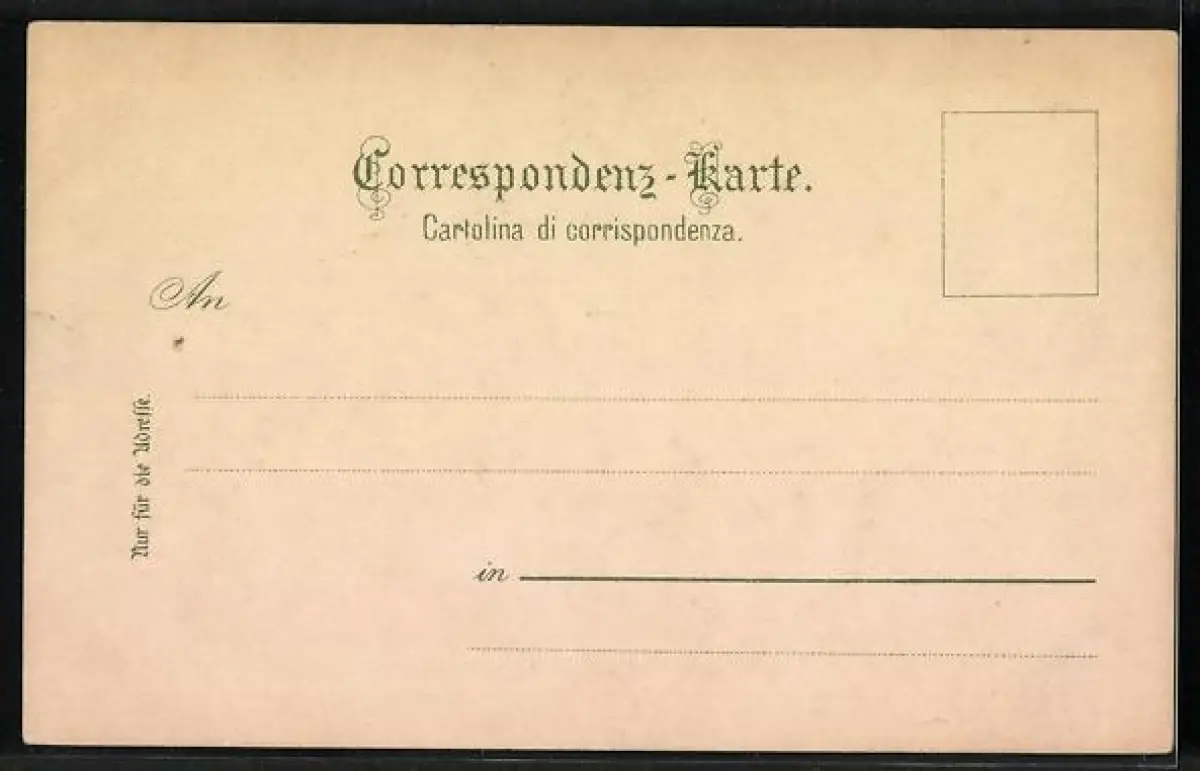 Correspondenz-Karte.
Cartolina di corrispondenza.
An
Nur für die Adresse.
in